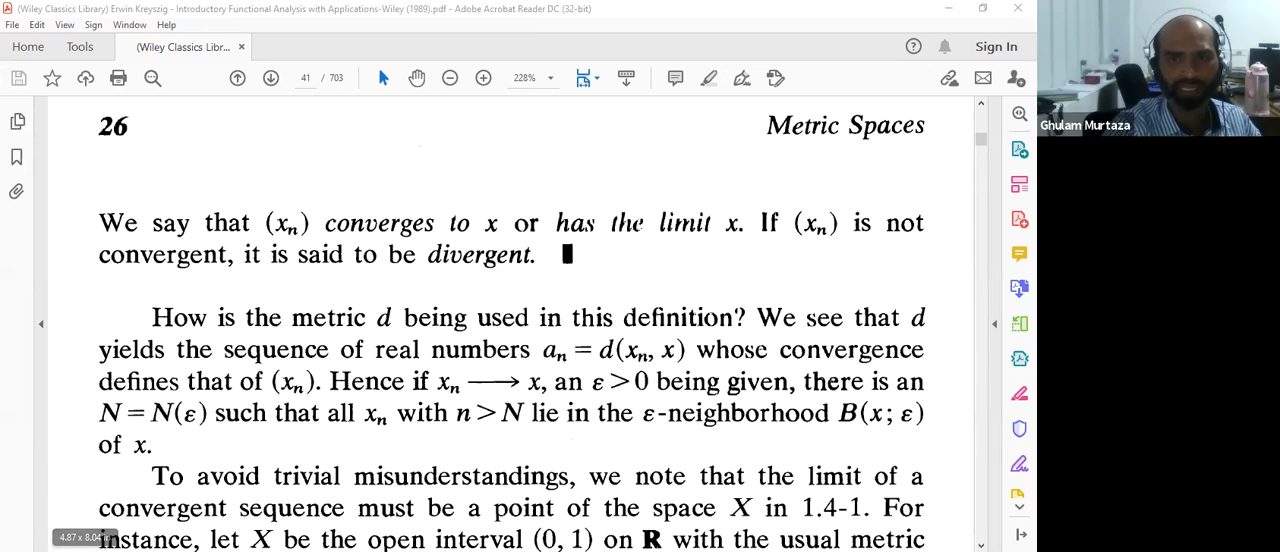 (Wiley Classics Library) Erwin Kreyszig - Introductory Functional Analysis with Applications-Wiley (1989).pdf - Adobe Acrobat Reader DC (32-bit)
File Edit View Sign Window Help
Home Tools (Wiley Classics Libr... × Sign In
41 / 703 228%
Ghulam Murtaza
26 Metric Spaces
We say that (xₙ) converges to x or has the limit x. If (xₙ) is not
convergent, it is said to be divergent. ▮
How is the metric d being used in this definition? We see that d
yields the sequence of real numbers aₙ = d(xₙ, x) whose convergence
defines that of (xₙ). Hence if xₙ ⟶ x, an ε > 0 being given, there is an
N = N(ε) such that all xₙ with n > N lie in the ε-neighborhood B(x; ε)
of x.
To avoid trivial misunderstandings, we note that the limit of a
convergent sequence must be a point of the space X in 1.4-1. For
instance, let X be the open interval (0, 1) on R with the usual metric
4.87 x 8.04 in